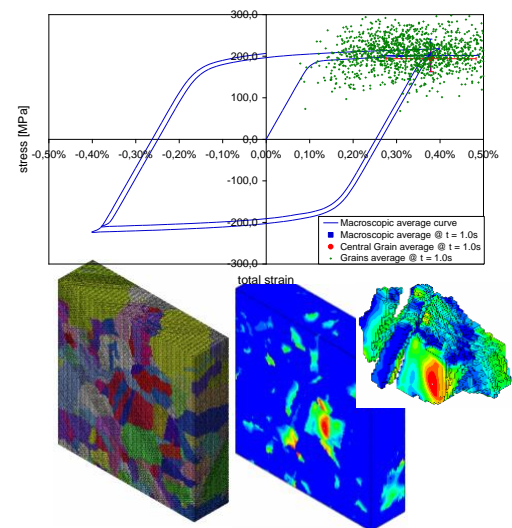 300,0
200,0
100,0
0,0
-0,50%
-0,40%
-0,20%
-0,10%
0,00%
0,10%
0,20%
0,30%
0,40%
0,50%
-100,0
-200,0
-300,0
stress [MPa]
total strain
Macroscopic average curve
Macroscopic average @ t = 1.0s
Central Grain average @ t = 1.0s
Grains average @ t = 1.0s